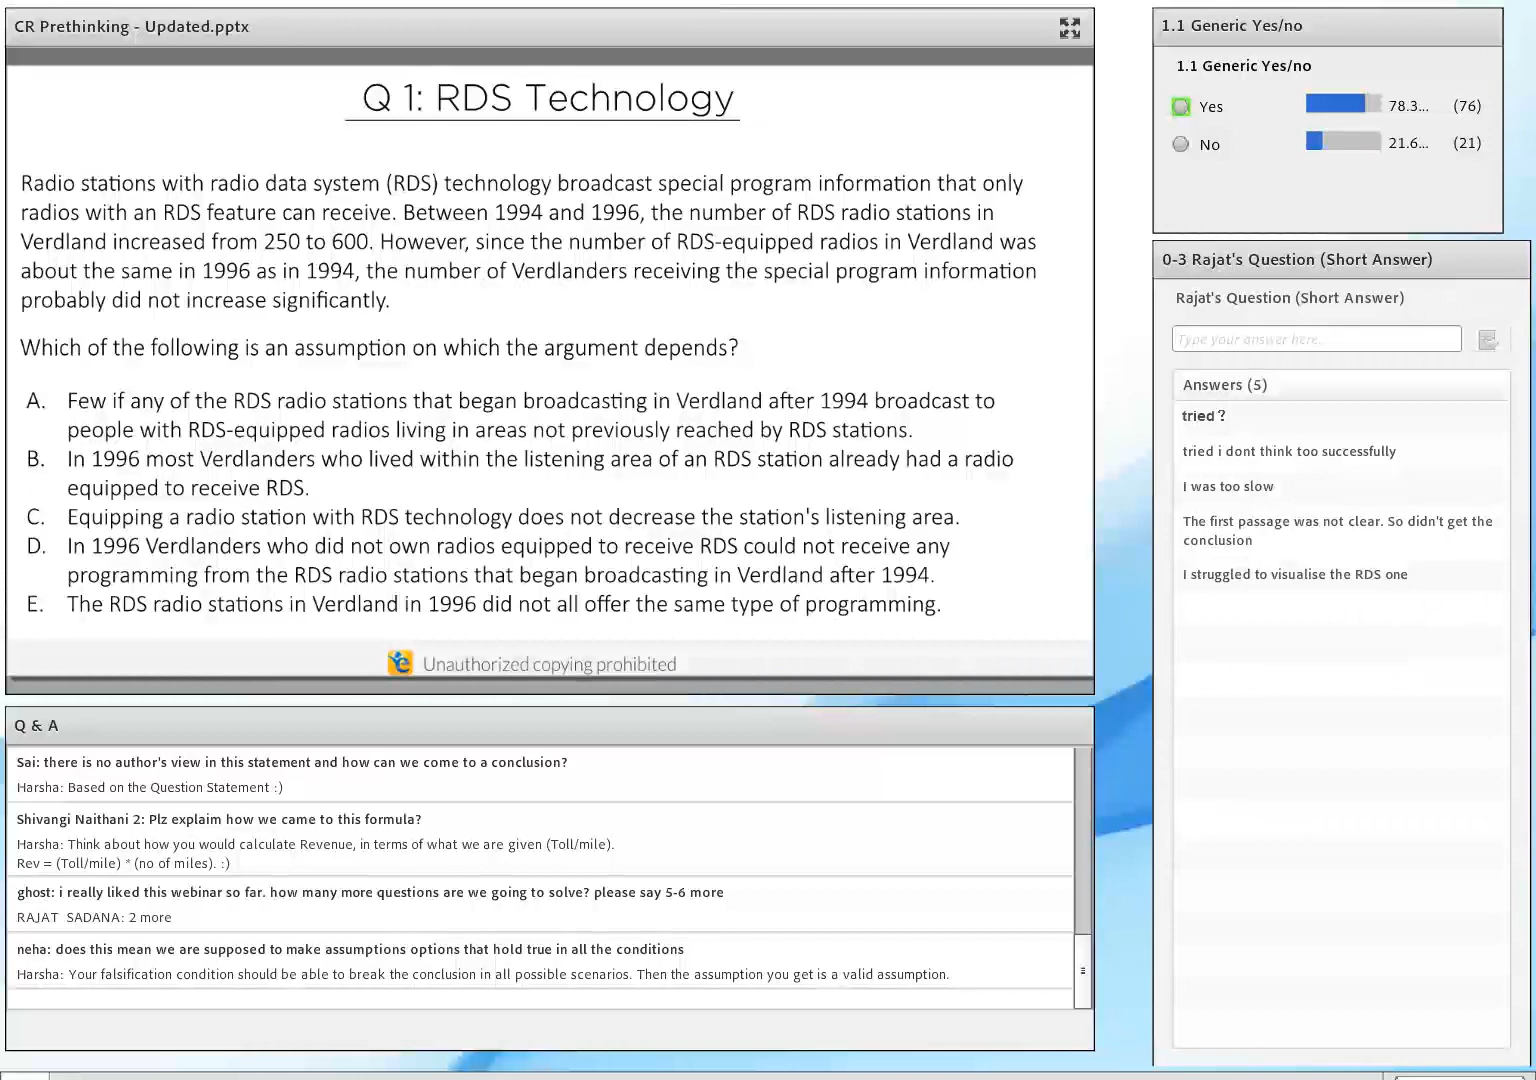 CR Prethinking - Updated.pptx
Q 1: RDS Technology
Radio stations with radio data system (RDS) technology broadcast special program information that only
radios with an RDS feature can receive. Between 1994 and 1996, the number of RDS radio stations in
Verdland increased from 250 to 600. However, since the number of RDS-equipped radios in Verdland was
about the same in 1996 as in 1994, the number of Verdlanders receiving the special program information
probably did not increase significantly.
Which of the following is an assumption on which the argument depends?
A. Few if any of the RDS radio stations that began broadcasting in Verdland after 1994 broadcast to
people with RDS-equipped radios living in areas not previously reached by RDS stations.
B. In 1996 most Verdlanders who lived within the listening area of an RDS station already had a radio
equipped to receive RDS.
C. Equipping a radio station with RDS technology does not decrease the station's listening area.
D. In 1996 Verdlanders who did not own radios equipped to receive RDS could not receive any
programming from the RDS radio stations that began broadcasting in Verdland after 1994.
E. The RDS radio stations in Verdland in 1996 did not all offer the same type of programming.
Unauthorized copying prohibited
Q & A
Sai: there is no author's view in this statement and how can we come to a conclusion?
Harsha: Based on the Question Statement :)
Shivangi Naithani 2: Plz explaim how we came to this formula?
Harsha: Think about how you would calculate Revenue, in terms of what we are given (Toll/mile).
Rev = (Toll/mile) * (no of miles). :)
ghost: i really liked this webinar so far. how many more questions are we going to solve? please say 5-6 more
RAJAT SADANA: 2 more
neha: does this mean we are supposed to make assumptions options that hold true in all the conditions
Harsha: Your falsification condition should be able to break the conclusion in all possible scenarios. Then the assumption you get is a valid assumption.
1.1 Generic Yes/no
1.1 Generic Yes/no
Yes 78.3... (76)
No 21.6... (21)
0-3 Rajat's Question (Short Answer)
Rajat's Question (Short Answer)
Type your answer here.
Answers (5)
tried ?
tried i dont think too successfully
I was too slow
The first passage was not clear. So didn't get the
conclusion
I struggled to visualise the RDS one